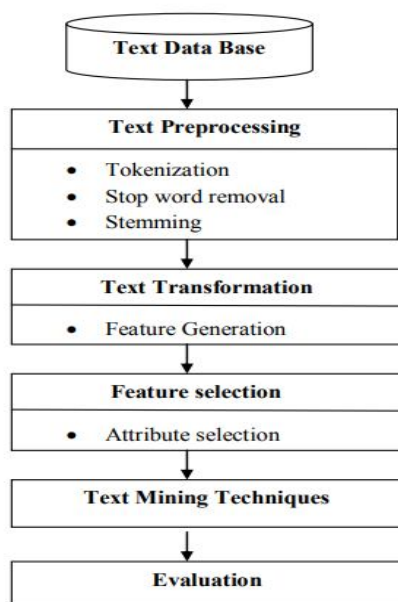 Text Data Base
Text Preprocessing
• Tokenization
• Stop word removal
• Stemming
Text Transformation
• Feature Generation
Feature selection
• Attribute selection
Text Mining Techniques
Evaluation